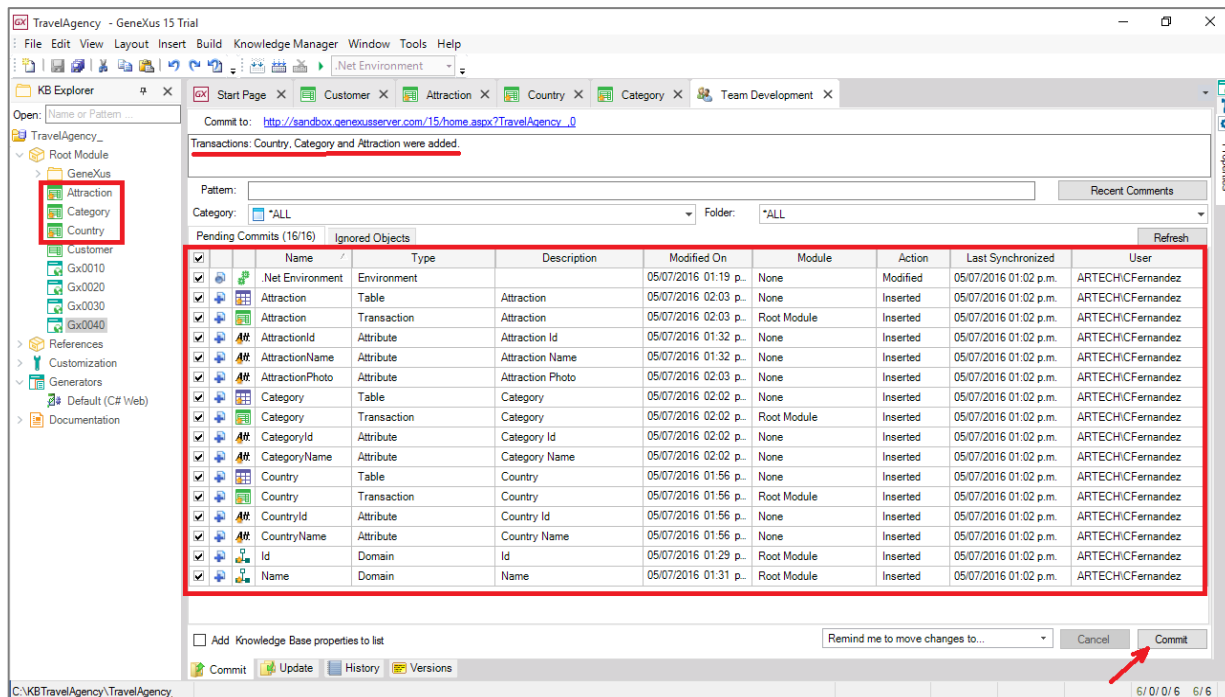 TravelAgency - GeneXus 15 Trial
File Edit View Layout Insert Build Knowledge Manager Window Tools Help
.Net Environment
KB Explorer
Start Page Customer Attraction Country Category Team Development
Open: Name or Pattern ...
Commit to: http://sandbox.genexusserver.com/15/home.aspx?TravelAgency_,0
TravelAgency_
Transactions: Country, Category and Attraction were added.
Root Module
GeneXus
Attraction
Category
Country
Customer
Gx0010
Gx0020
Gx0030
Gx0040
References
Customization
Generators
Default (C# Web)
Documentation
Properties
Pattern: Recent Comments
Category: *ALL Folder: *ALL
Pending Commits (16/16) Ignored Objects Refresh
Name Type Description Modified On Module Action Last Synchronized User
.Net Environment Environment 05/07/2016 01:19 p... None Modified 05/07/2016 01:02 p.m. ARTECH\CFernandez
Attraction Table Attraction 05/07/2016 02:03 p... None Inserted 05/07/2016 01:02 p.m. ARTECH\CFernandez
Attraction Transaction Attraction 05/07/2016 02:03 p... Root Module Inserted 05/07/2016 01:02 p.m. ARTECH\CFernandez
AttractionId Attribute Attraction Id 05/07/2016 01:32 p... None Inserted 05/07/2016 01:02 p.m. ARTECH\CFernandez
AttractionName Attribute Attraction Name 05/07/2016 01:32 p... None Inserted 05/07/2016 01:02 p.m. ARTECH\CFernandez
AttractionPhoto Attribute Attraction Photo 05/07/2016 02:03 p... None Inserted 05/07/2016 01:02 p.m. ARTECH\CFernandez
Category Table Category 05/07/2016 02:02 p... None Inserted 05/07/2016 01:02 p.m. ARTECH\CFernandez
Category Transaction Category 05/07/2016 02:02 p... Root Module Inserted 05/07/2016 01:02 p.m. ARTECH\CFernandez
CategoryId Attribute Category Id 05/07/2016 02:02 p... None Inserted 05/07/2016 01:02 p.m. ARTECH\CFernandez
CategoryName Attribute Category Name 05/07/2016 02:02 p... None Inserted 05/07/2016 01:02 p.m. ARTECH\CFernandez
Country Table Country 05/07/2016 01:56 p... None Inserted 05/07/2016 01:02 p.m. ARTECH\CFernandez
Country Transaction Country 05/07/2016 01:56 p... Root Module Inserted 05/07/2016 01:02 p.m. ARTECH\CFernandez
CountryId Attribute Country Id 05/07/2016 01:56 p... None Inserted 05/07/2016 01:02 p.m. ARTECH\CFernandez
CountryName Attribute Country Name 05/07/2016 01:56 p... None Inserted 05/07/2016 01:02 p.m. ARTECH\CFernandez
Id Domain Id 05/07/2016 01:29 p... Root Module Inserted 05/07/2016 01:02 p.m. ARTECH\CFernandez
Name Domain Name 05/07/2016 01:31 p... Root Module Inserted 05/07/2016 01:02 p.m. ARTECH\CFernandez
Add Knowledge Base properties to list Remind me to move changes to... Cancel Commit
Commit Update History Versions
C:\KBTravelAgency\TravelAgency_ 6/0/0/6 6/6